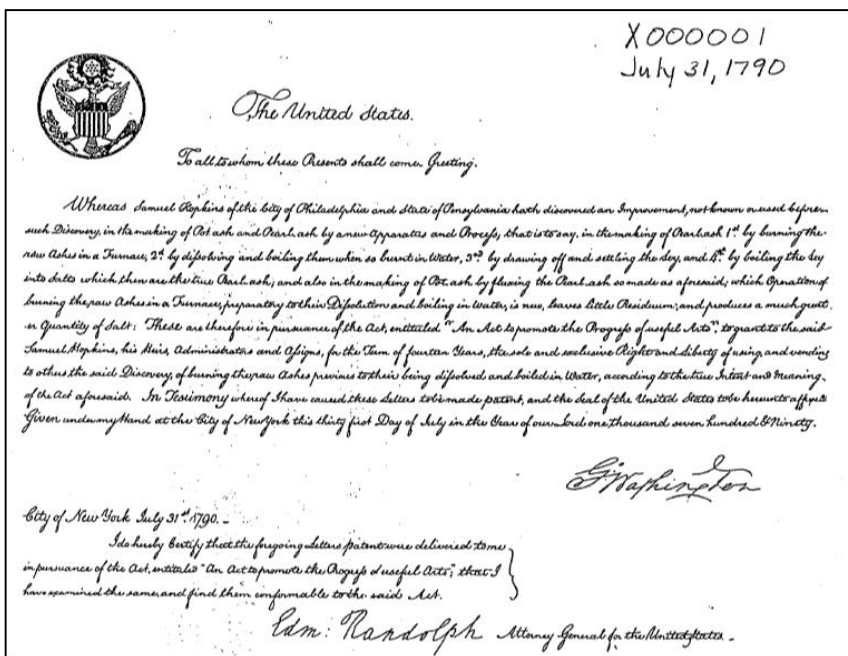 X000001
July 31, 1790
The United States.
To all to whom these Presents shall come, Greeting.
Whereas Samuel Hopkins of the City of Philadelphia and State of Pensylvania hath discovered an Improvement, not known or used before
such Discovery, in the making of Pot ash and Pearl ash by a new Apparatus and Process, that is to say, in the making of Pearl ash 1st by burning the
raw Ashes in a Furnace, 2d by dissolving and boiling them when so burnt in Water, 3rd by drawing off and settling the Ley, and 4th by boiling the Ley
into Salts which then are the true Pearl ash; and also in the making of Pot ash by fluxing the Pearl ash so made as aforesaid; which Operation of
burning the raw Ashes in a Furnace, preparatory to their Dissolution and boiling in Water, is new, leaves little Residuum; and produces a much great
er Quantity of Salt: These are therefore in pursuance of the Act, entituled "An Act to promote the Progress of useful Arts", to grant to the said
Samuel Hopkins, his Heirs, Administrators and Assigns, for the Term of fourteen Years, the sole and exclusive Right and Liberty of using, and vending
to others the said Discovery, of burning the raw Ashes previous to their being dissolved and boiled in Water, according to the true Intent and Meaning
of the Act aforesaid. In Testimony whereof I have caused these Letters to be made patent, and the Seal of the United States to be hereunto affixed
Given under my Hand at the City of New York this thirty first Day of July in the Year of our Lord one thousand seven hundred & Ninety.
G. Washington
City of New York July 31st. 1790. -
I do hereby Certify that the foregoing Letters patent were delivered to me
in pursuance of the Act, entituled "An Act to promote the Progress of useful Arts"; that I
have examined the same, and find them conformable to the said Act.
Edm: Randolph Attorney General for the United States. -